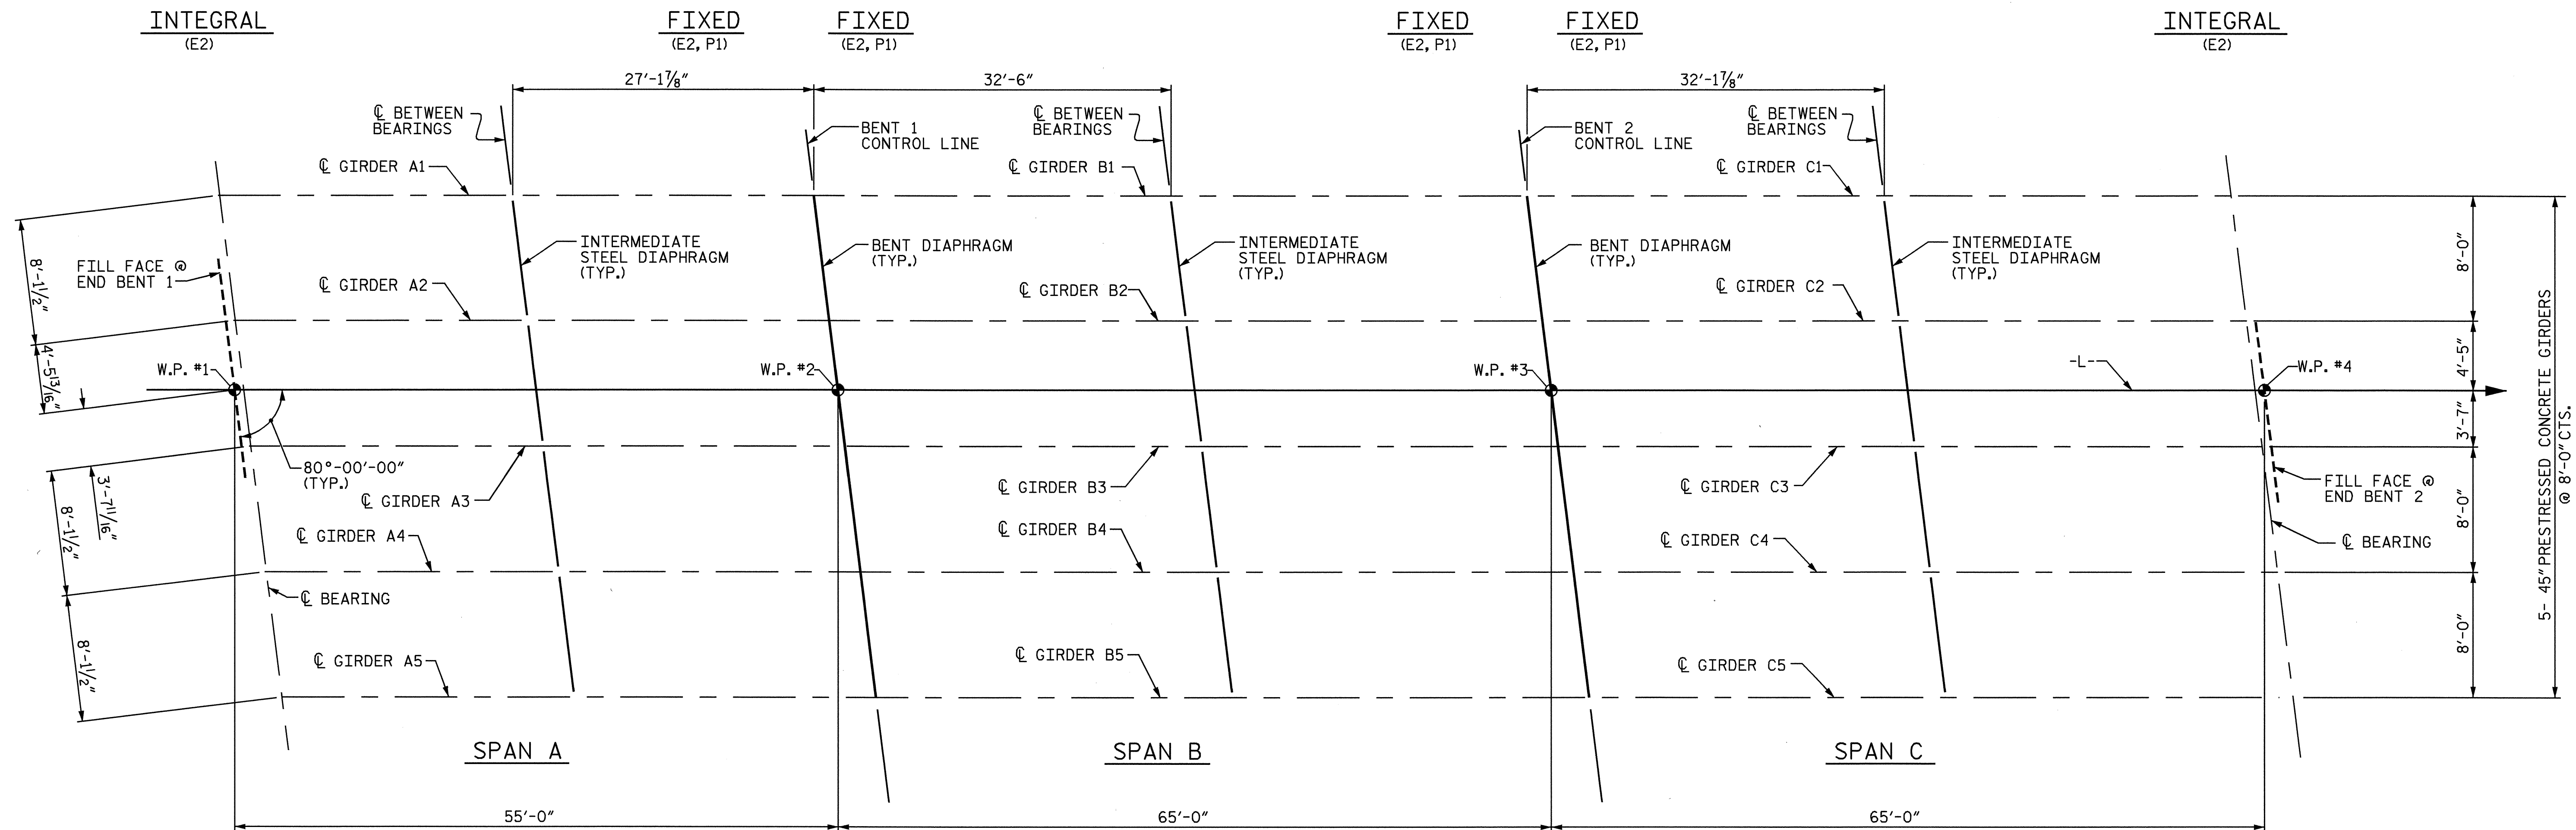 INTEGRAL
(E2)
FIXED
(E2, P1)
FIXED
(E2, P1)
FIXED
(E2, P1)
FIXED
(E2, P1)
INTEGRAL
(E2)
27'-1⅞"
32'-6"
32'-1⅞"
℄ BETWEEN
BEARINGS
BENT 1
CONTROL LINE
℄ BETWEEN
BEARINGS
BENT 2
CONTROL LINE
℄ BETWEEN
BEARINGS
℄ GIRDER A1
℄ GIRDER B1
℄ GIRDER C1
8'-1½"
FILL FACE @
END BENT 1
INTERMEDIATE
STEEL DIAPHRAGM
(TYP.)
BENT DIAPHRAGM
(TYP.)
INTERMEDIATE
STEEL DIAPHRAGM
(TYP.)
BENT DIAPHRAGM
(TYP.)
INTERMEDIATE
STEEL DIAPHRAGM
(TYP.)
8'-0"
℄ GIRDER A2
℄ GIRDER B2
℄ GIRDER C2
4'-5 13/16"
W.P. #1
W.P. #2
W.P. #3
-L-
W.P. #4
4'-5"
3'-7"
80°-00'-00"
(TYP.)
3'-7 11/16"
8'-1½"
℄ GIRDER A3
℄ GIRDER B3
℄ GIRDER C3
FILL FACE @
END BENT 2
8'-0"
℄ GIRDER A4
℄ GIRDER B4
℄ GIRDER C4
℄ BEARING
℄ BEARING
8'-1½"
℄ GIRDER A5
℄ GIRDER B5
℄ GIRDER C5
8'-0"
5- 45" PRESTRESSED CONCRETE GIRDERS
@ 8'-0" CTS.
SPAN A
SPAN B
SPAN C
55'-0"
65'-0"
65'-0"